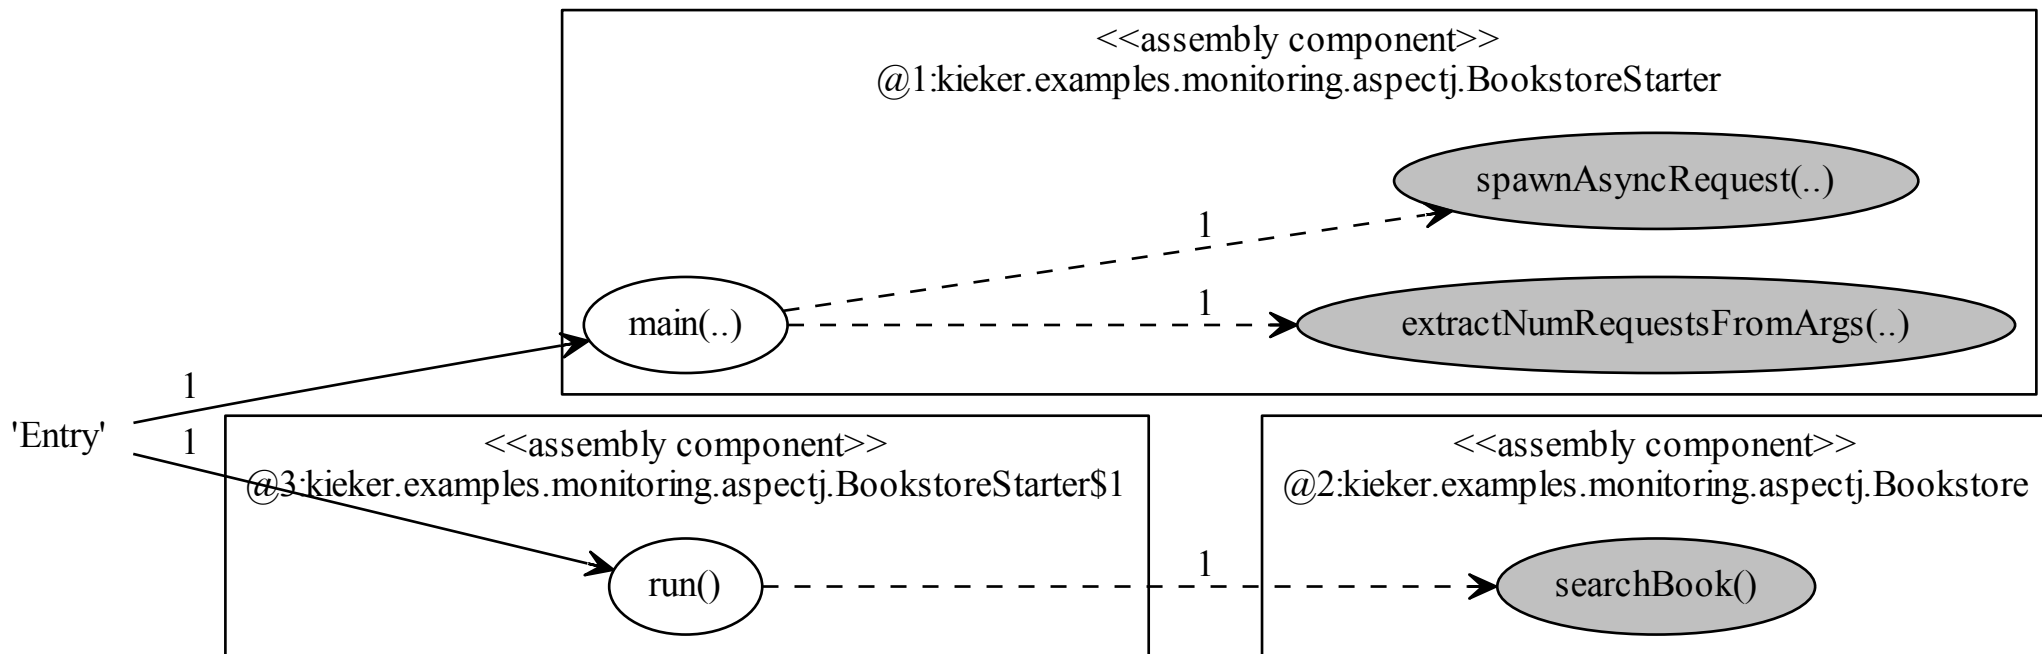 <<assembly component>>
@1:kieker.examples.monitoring.aspectj.BookstoreStarter
spawnAsyncRequest(..)
1
main(..)
1
extractNumRequestsFromArgs(..)
1
'Entry'
1
<<assembly component>>
@3:kieker.examples.monitoring.aspectj.BookstoreStarter$1
run()
1
<<assembly component>>
@2:kieker.examples.monitoring.aspectj.Bookstore
searchBook()